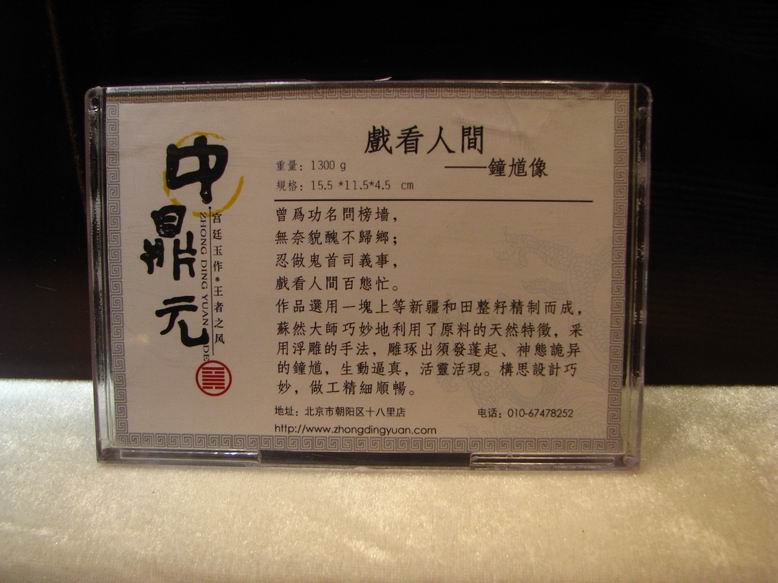 中鼎元
宫廷玉作·王者之风
戲看人間
——鐘馗像
重量：1300 g
規格：15.5 *11.5*4.5 cm
曾爲功名問榜墻，
無奈貌醜不歸鄉；
忍做鬼首司義事，
戲看人間百態忙。
作品選用一塊上等新疆和田整籽精制而成，
蘇然大師巧妙地利用了原料的天然特徵，采
用浮雕的手法，雕琢出須發蓬起、神態詭异
的鐘馗，生動逼真，活靈活現。構思設計巧
妙，做工精細順暢。
地址：北京市朝阳区十八里店
电话：010-67478252
http://www.zhongdingyuan.com